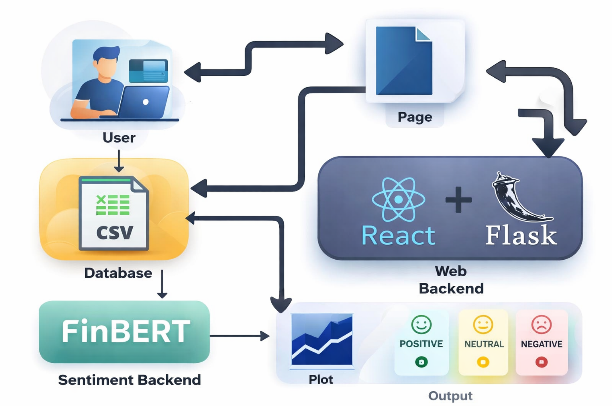 Page
User
React + Flask
CSV
Database
Web
Backend
FinBERT
POSITIVE
NEUTRAL
NEGATIVE
Plot
Sentiment Backend
Output